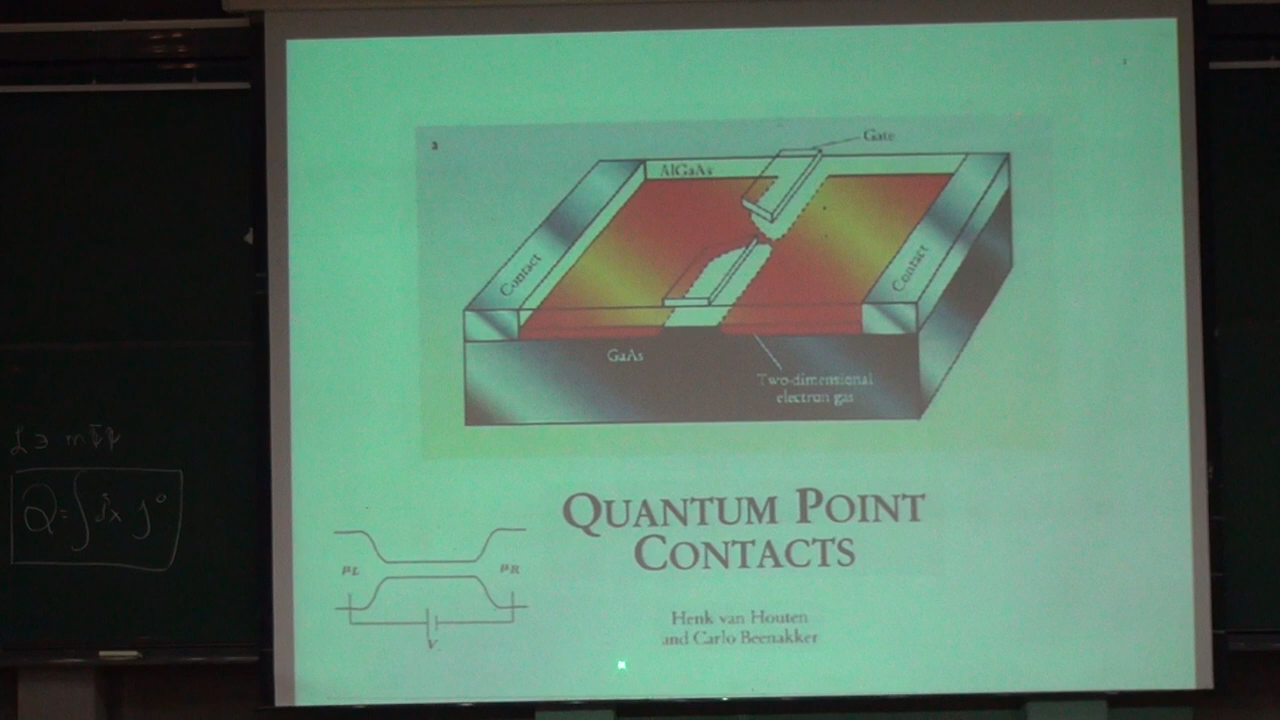 a
Gate
AlGaAs
Contact
Contact
GaAs
Two-dimensional
electron gas
QUANTUM POINT
CONTACTS
μL
μR
V
Henk van Houten
and Carlo Beenakker
L ∋ m ψ̄ψ
Q = ∫ d³x j⁰